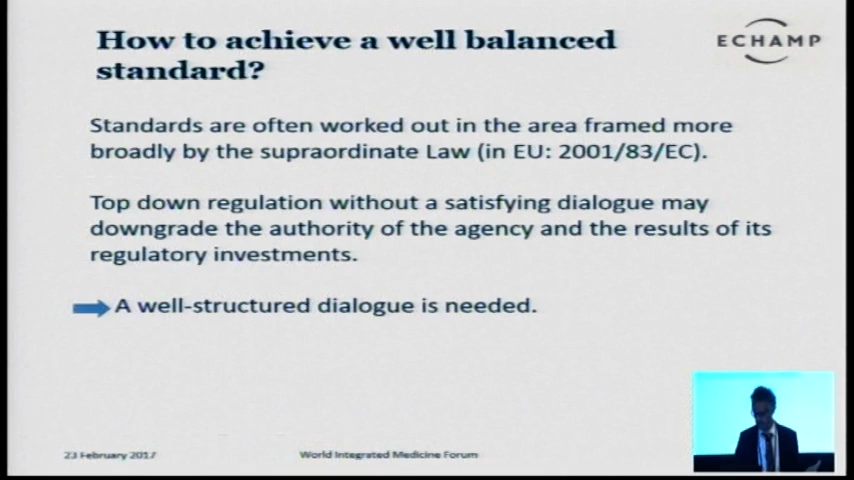 How to achieve a well balanced
standard?
ECHAMP
Standards are often worked out in the area framed more
broadly by the supraordinate Law (in EU: 2001/83/EC).
Top down regulation without a satisfying dialogue may
downgrade the authority of the agency and the results of its
regulatory investments.
A well-structured dialogue is needed.
23 February 2017
World Integrated Medicine Forum